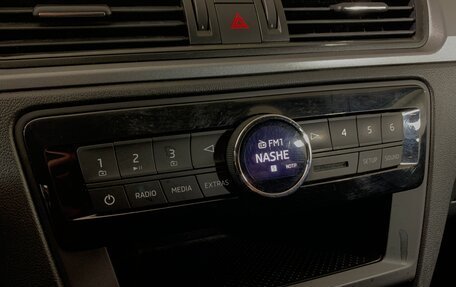 1 2 3 4 5 6
FM1
NASHE
RADIO MEDIA EXTRAS SETUP SOUND